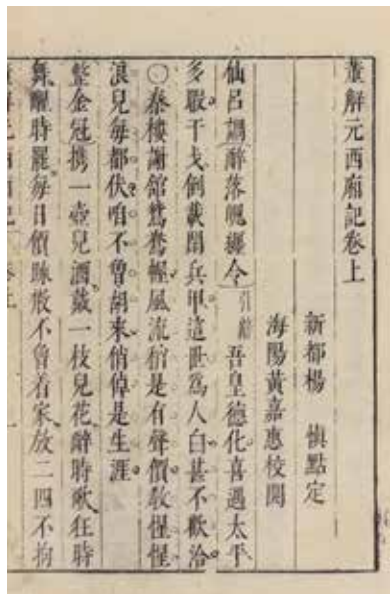 董解元西廂記卷上
新都楊　慎點定
海陽黃嘉惠校閱
仙呂調醉落魄纏令引辭　吾皇德化喜遇太平
多暇干戈倒載閒兵甲這世爲人白甚不歡洽
〇秦樓謝館鴛鴦幄風流稍是有聲價教惺惺
浪兒每都伏咱不曾胡來俏倬是生涯
整金冠携一壺兒酒戴一枝兒花醉時歌狂時
舞醒時罷每日價踈散不曾着家放二四不拘